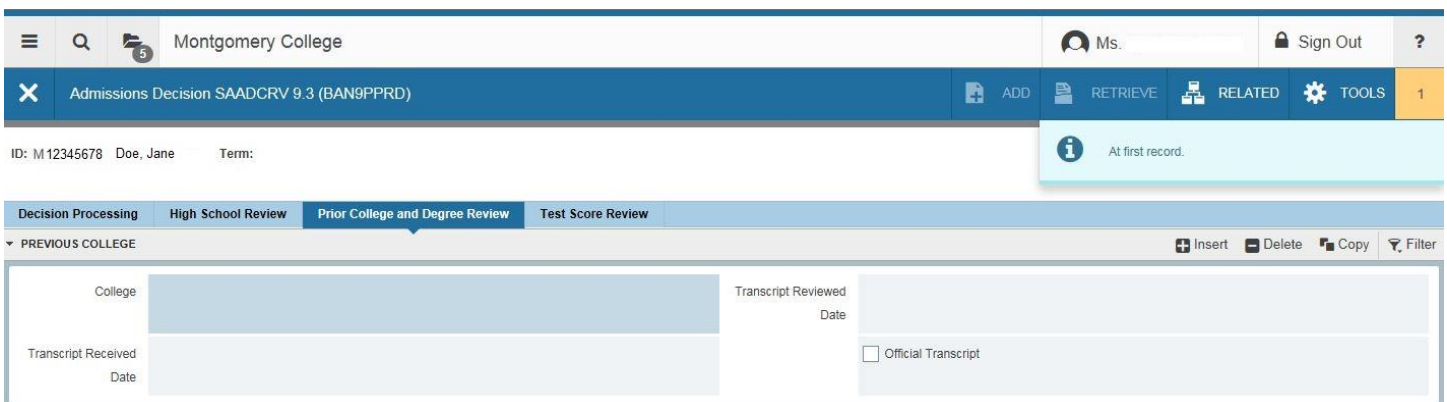 5 Montgomery College Ms. Sign Out ?
Admissions Decision SAADCRV 9.3 (BAN9PPRD) ADD RETRIEVE RELATED TOOLS 1
ID: M12345678 Doe, Jane Term: At first record.
Decision Processing High School Review Prior College and Degree Review Test Score Review
PREVIOUS COLLEGE Insert Delete Copy Filter
College Transcript Reviewed
Date
Transcript Received Official Transcript
Date